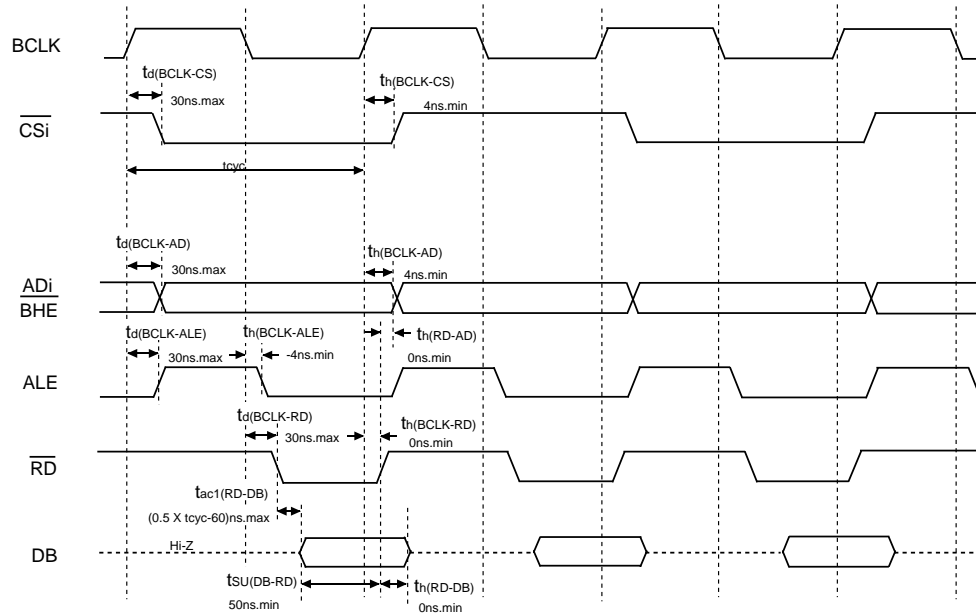 BCLK
td(BCLK-CS)
30ns.max
th(BCLK-CS)
4ns.min
CSi
tcyc
td(BCLK-AD)
30ns.max
th(BCLK-AD)
4ns.min
ADi
BHE
td(BCLK-ALE)
30ns.max
th(BCLK-ALE)
-4ns.min
th(RD-AD)
0ns.min
ALE
td(BCLK-RD)
30ns.max
th(BCLK-RD)
0ns.min
RD
tac1(RD-DB)
(0.5 X tcyc-60)ns.max
Hi-Z
DB
tSU(DB-RD)
50ns.min
th(RD-DB)
0ns.min